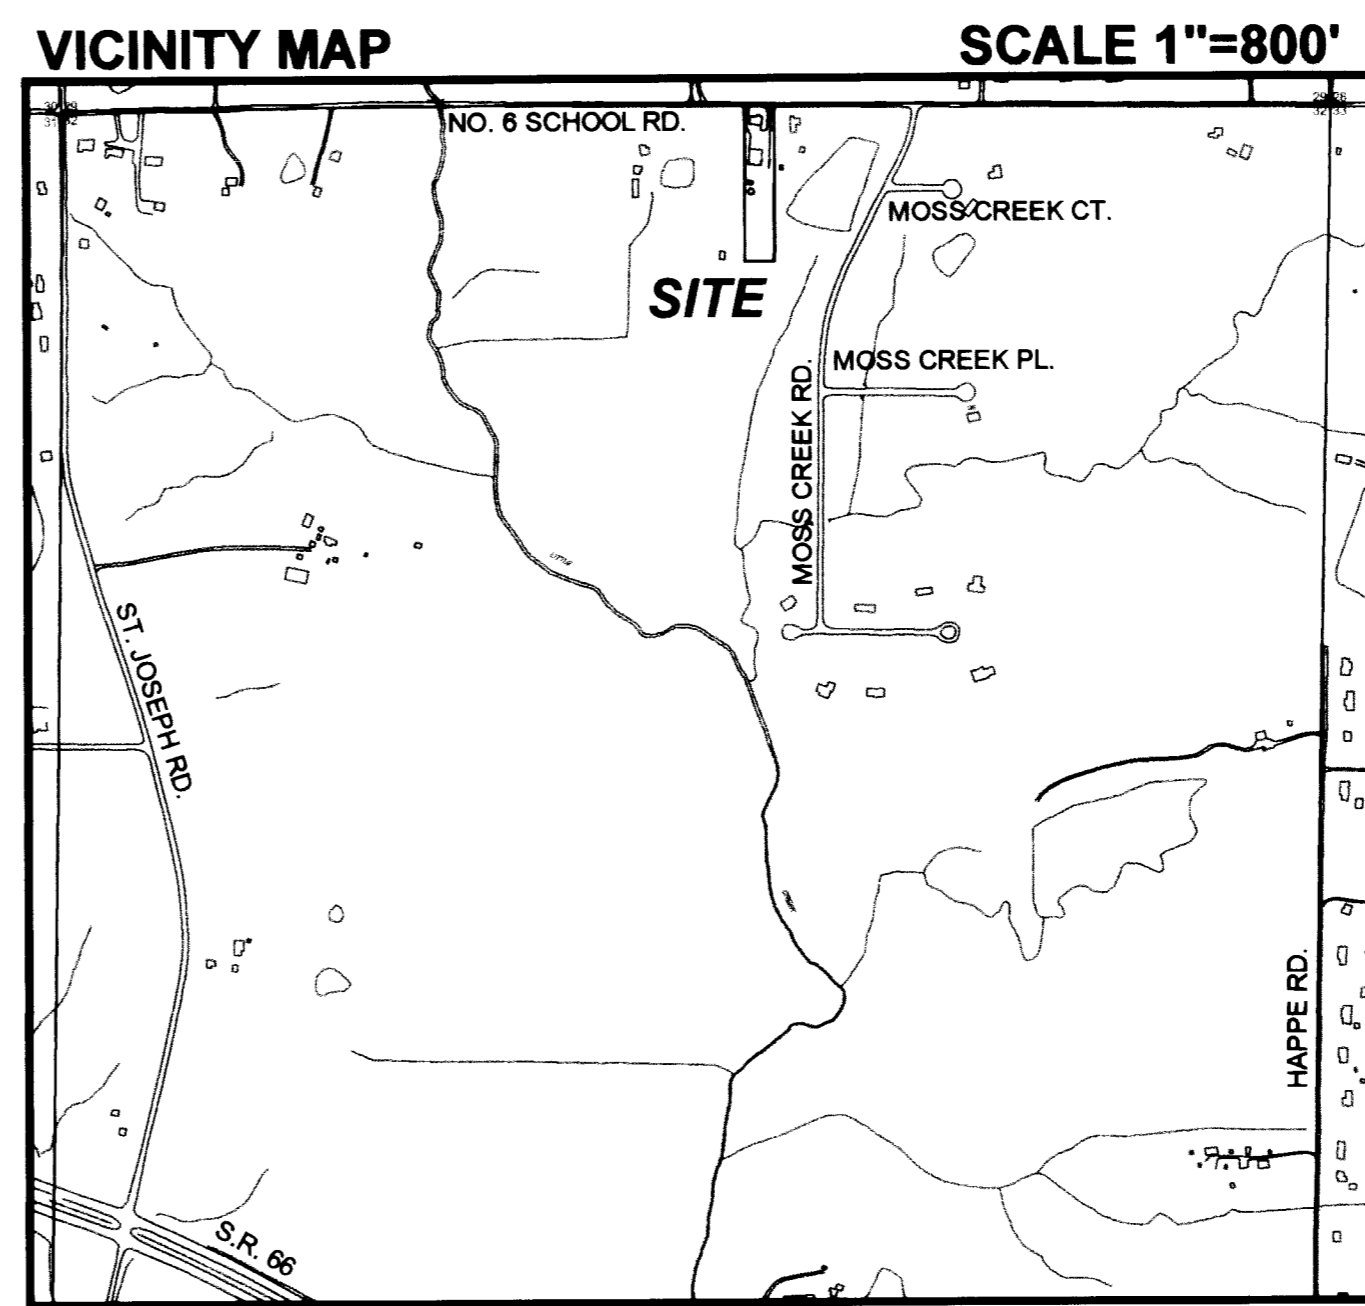 VICINITY MAP
SCALE 1"=800'
NO. 6 SCHOOL RD.
MOSS CREEK CT.
SITE
MOSS CREEK PL.
MOSS CREEK RD.
ST. JOSEPH RD.
HAPPE RD.
S.R. 66